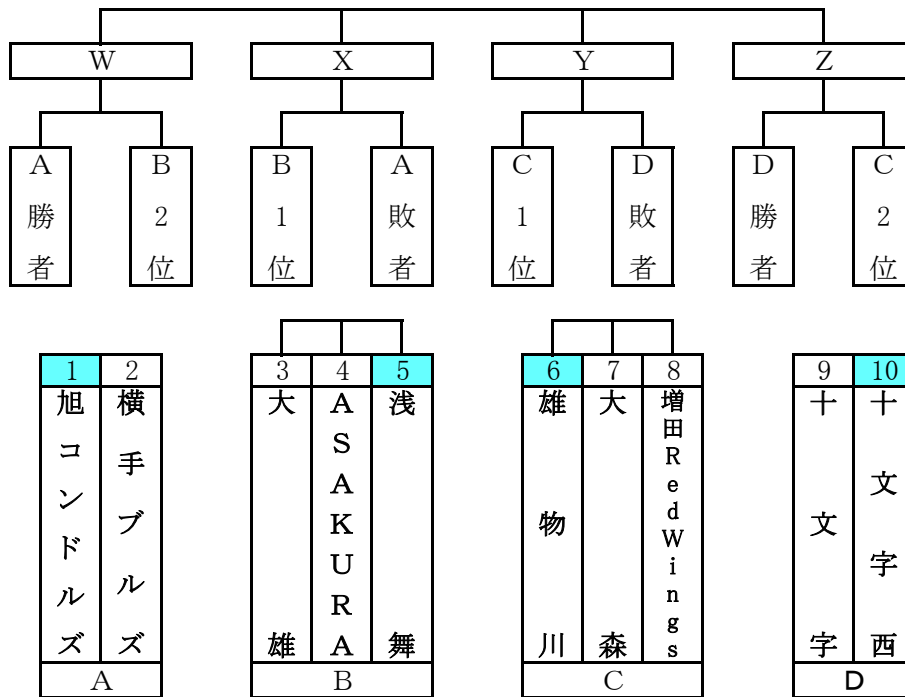 W X Y Z
A勝者 B2位 B1位 A敗者 C1位 D敗者 D勝者 C2位
1 2 3 4 5 6 7 8 9 10
旭コンドルズ
横手ブルズ
大雄
ASAKURA
浅舞
雄物川
大森
増田RedWings
十文字
十文字西
A B C D